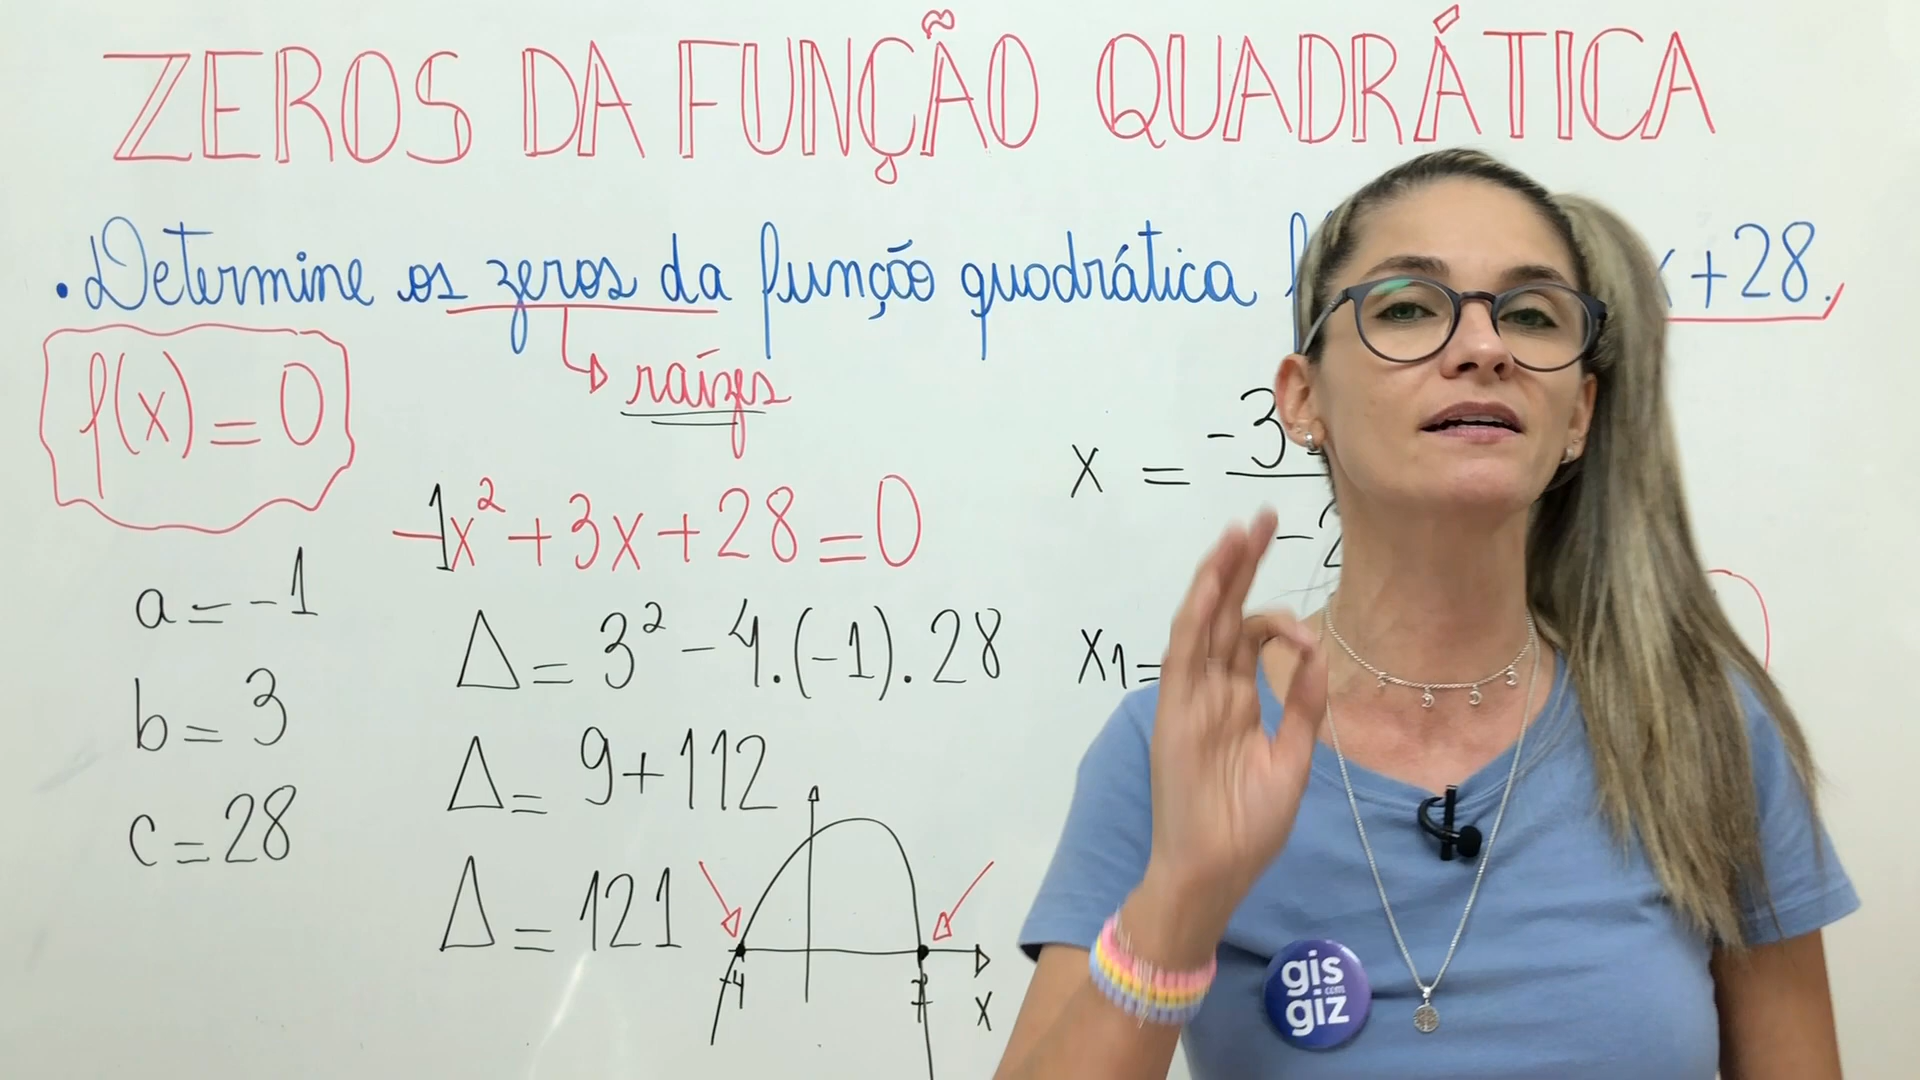 ZEROS DA FUNÇÃO QUADRÁTICA
. Determine os zeros da função quadrática f +28.
f(x) = 0
raízes
-1x² + 3x + 28 = 0
a = -1
b = 3
c = 28
Δ = 3² - 4.(-1).28
Δ = 9 + 112
Δ = 121
-4
7
x
x = -3
-2
x1 =
gis
com
giz